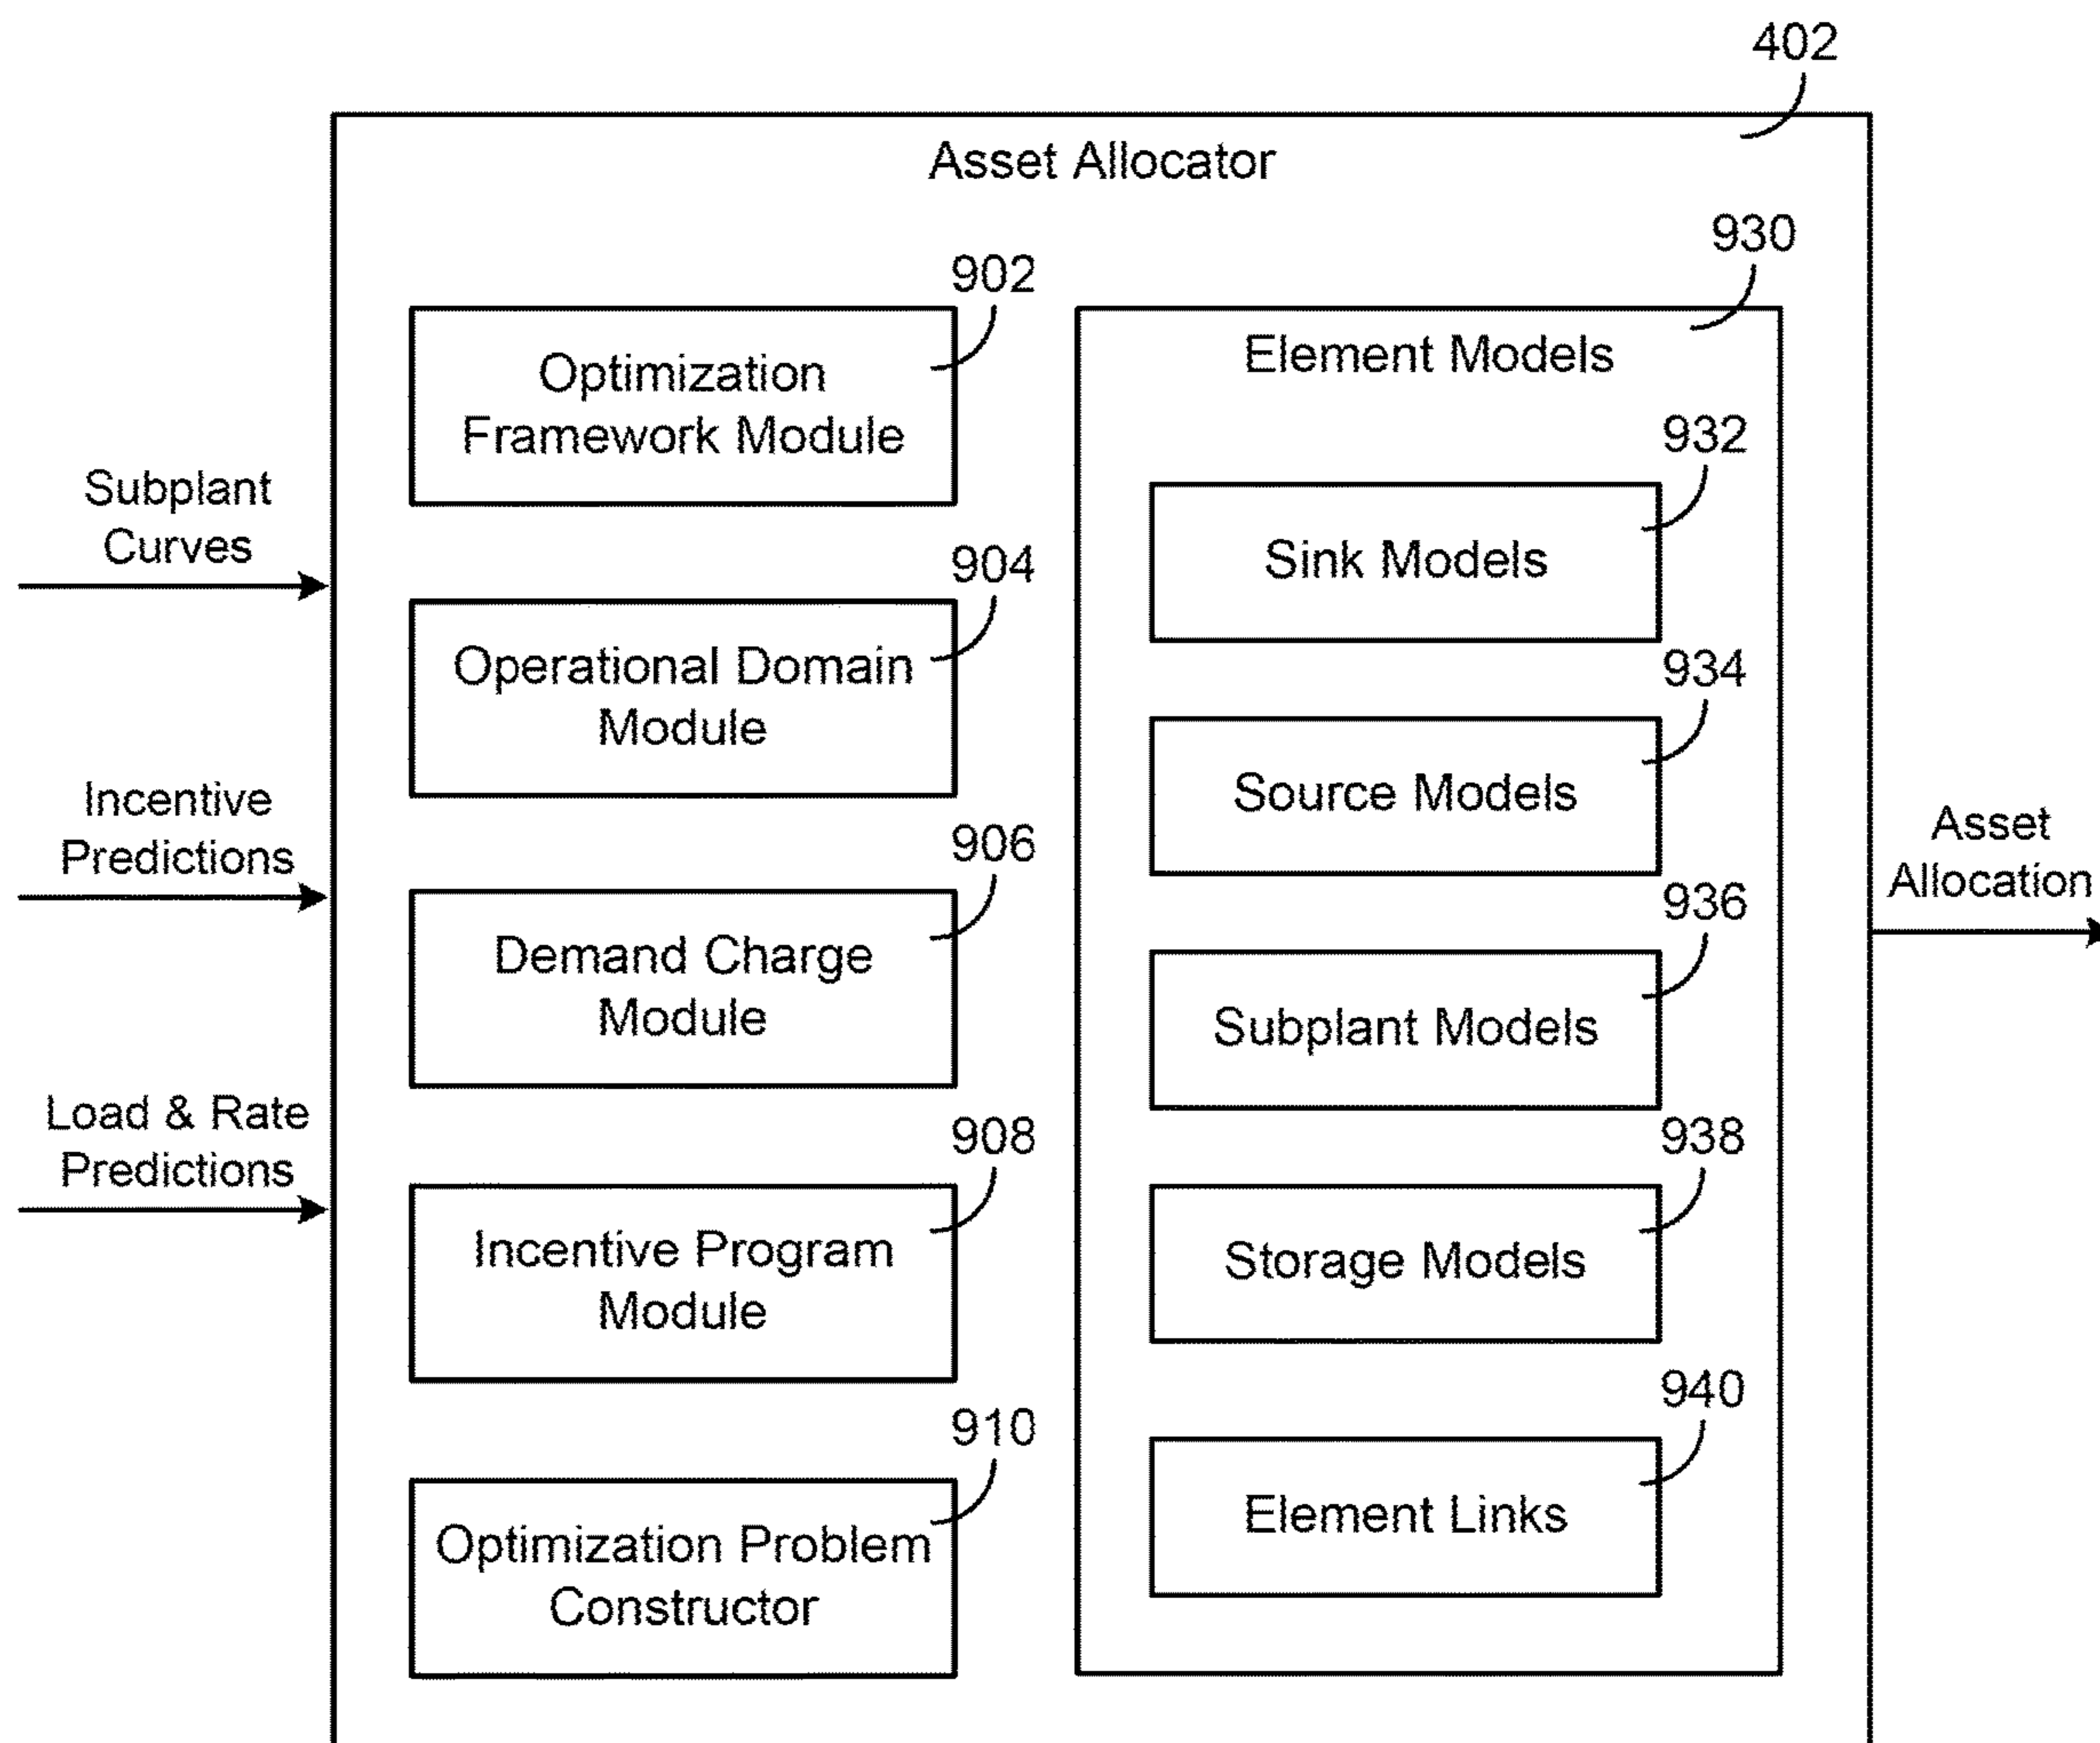 402
Asset Allocator
930
902
Element Models
Optimization
Framework Module
932
Sink Models
Subplant
Curves
904
Operational Domain
Module
934
Source Models
Incentive
Predictions
906
Demand Charge
Module
Asset
Allocation
936
Subplant Models
Load & Rate
Predictions
908
Incentive Program
Module
938
Storage Models
910
Optimization Problem
Constructor
940
Element Links